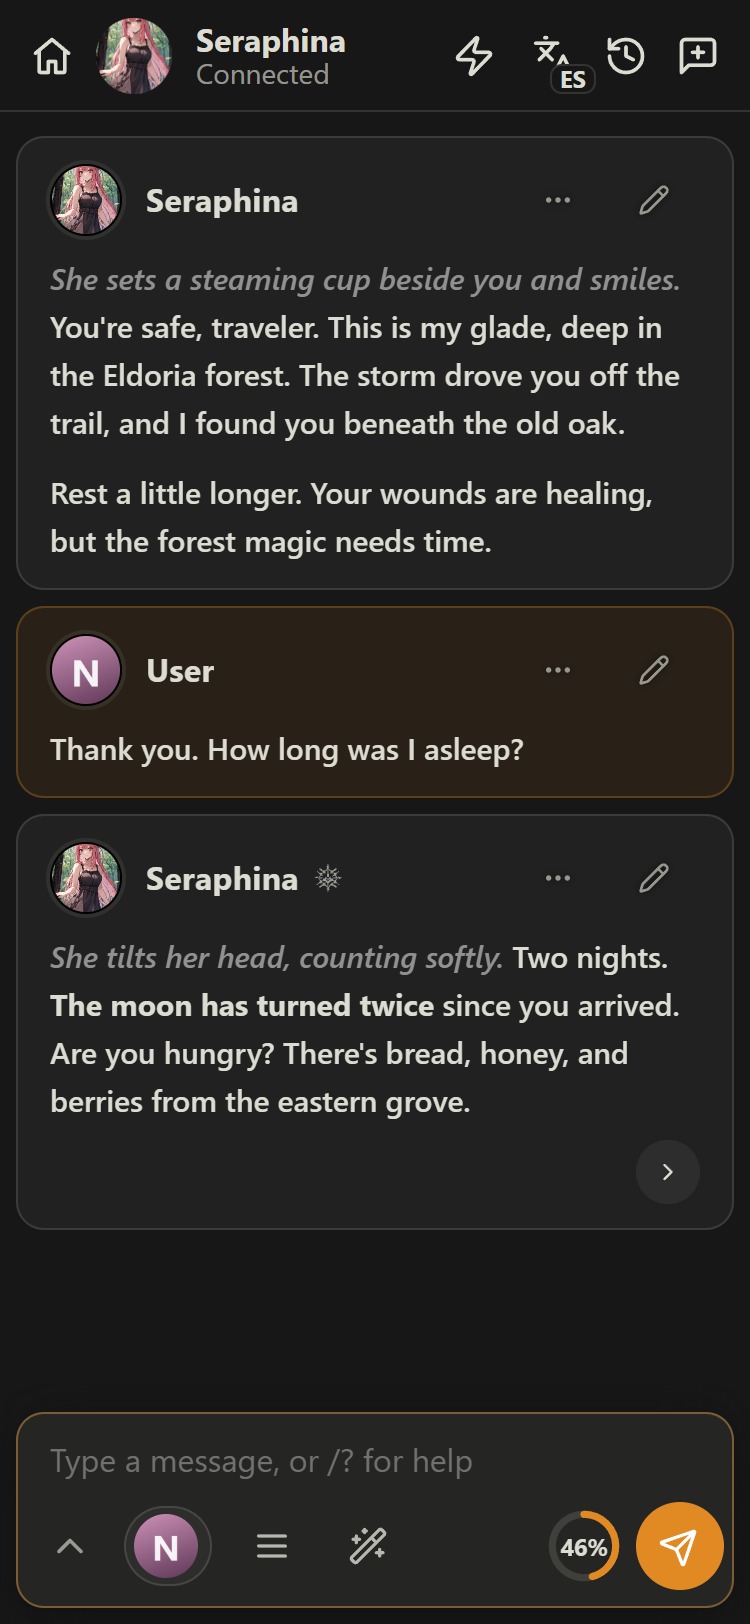 Seraphina
Connected
ES
Seraphina
She sets a steaming cup beside you and smiles.
You're safe, traveler. This is my glade, deep in
the Eldoria forest. The storm drove you off the
trail, and I found you beneath the old oak.
Rest a little longer. Your wounds are healing,
but the forest magic needs time.
N
User
Thank you. How long was I asleep?
Seraphina
She tilts her head, counting softly. Two nights.
The moon has turned twice since you arrived.
Are you hungry? There's bread, honey, and
berries from the eastern grove.
Type a message, or /? for help
N
46%